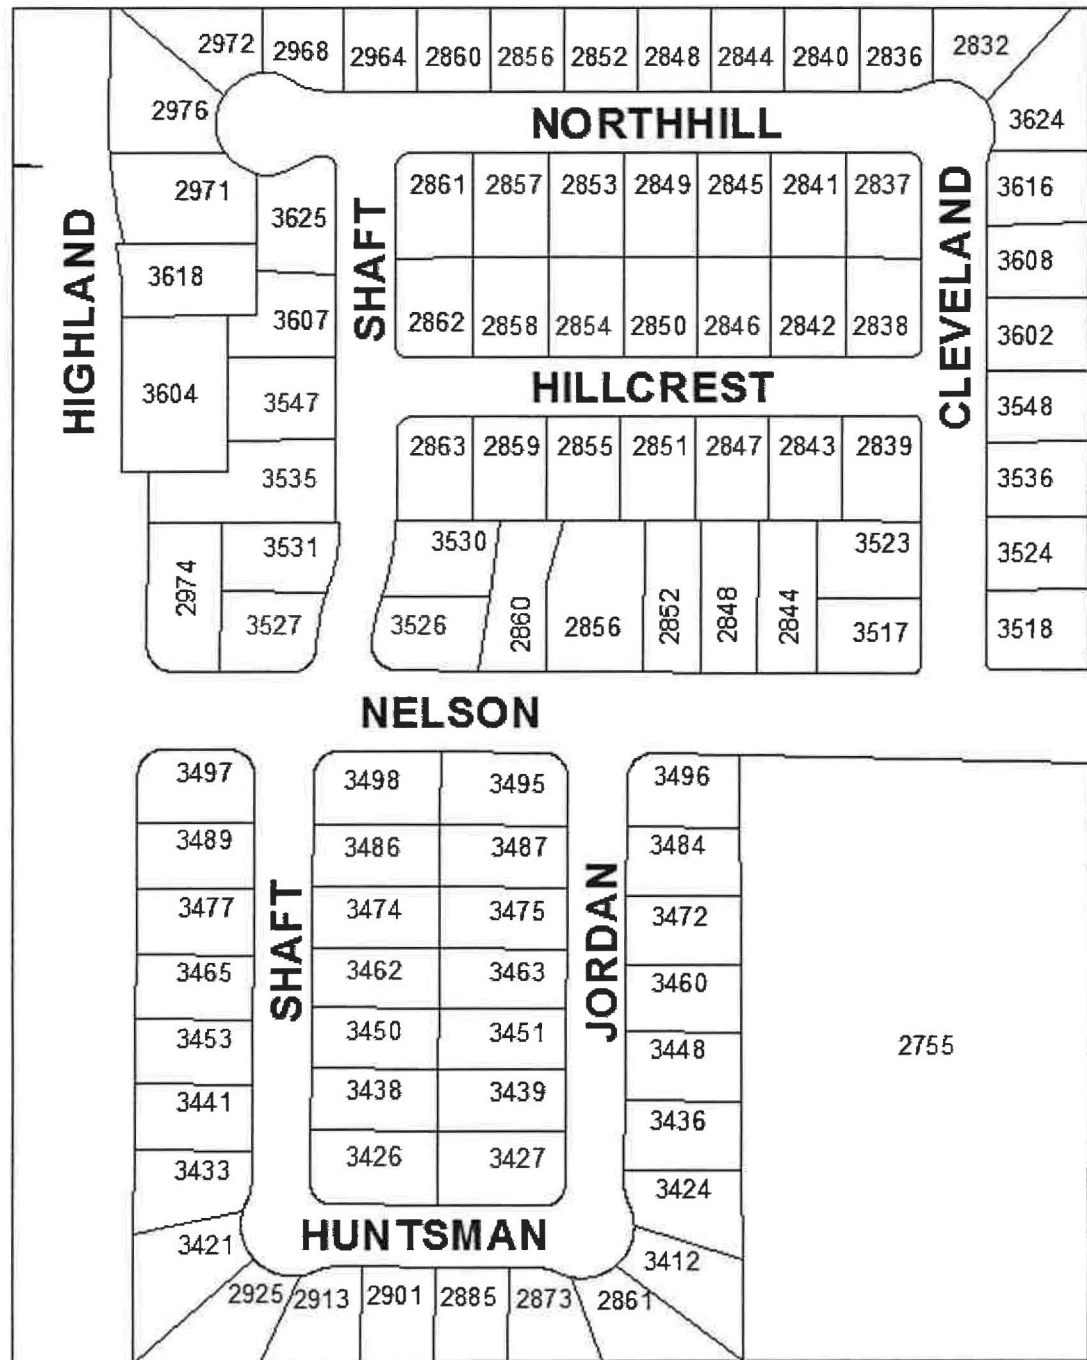 2972 2968 2964 2860 2856 2852 2848 2844 2840 2836 2832
2976 NORTHHILL 3624
2971 3625 2861 2857 2853 2849 2845 2841 2837 3616
HIGHLAND
SHAFT
CLEVELAND
3618 3608
3607 2862 2858 2854 2850 2846 2842 2838 3602
3604 3547 HILLCREST 3548
3535 2863 2859 2855 2851 2847 2843 2839 3536
3531 3530 3523 3524
2974 3527 3526 2860 2856 2852 2848 2844 3517 3518
NELSON
3497 3498 3495 3496
3489 3486 3487 3484
3477 3474 3475 3472
SHAFT
JORDAN
3465 3462 3463 3460
3453 3450 3451 3448 2755
3441 3438 3439 3436
3433 3426 3427 3424
3421 HUNTSMAN 3412
2925 2913 2901 2885 2873 2861